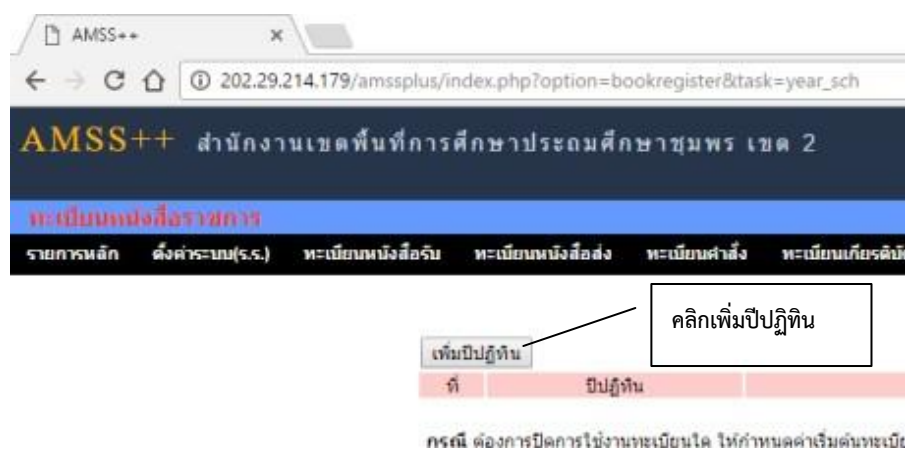 AMSS++
202.29.214.179/amssplus/index.php?option=bookregister&task=year_sch
AMSS++ สำนักงานเขตพื้นที่การศึกษาประถมศึกษาชุมพร เขต 2
ทะเบียนหนังสือราชการ
รายการหลัก ตั้งค่าระบบ(ร.ร.) ทะเบียนหนังสือรับ ทะเบียนหนังสือส่ง ทะเบียนคำสั่ง ทะเบียนเกียรติบัต
คลิกเพิ่มปีปฏิทิน
เพิ่มปีปฏิทิน
ที่ ปีปฏิทิน
กรณี ต้องการปิดการใช้งานทะเบียนใด ให้กำหนดค่าเริ่มต้นทะเบีย